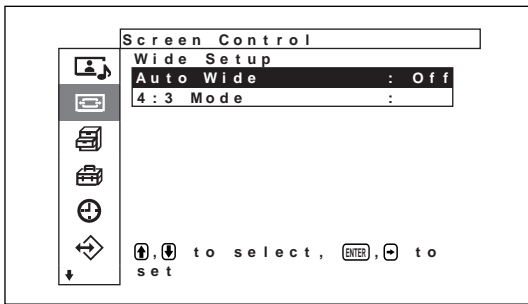 Screen Control
Wide Setup
Auto Wide : Off
4:3 Mode :
↑,↓ to select, ENTER,→ to
set